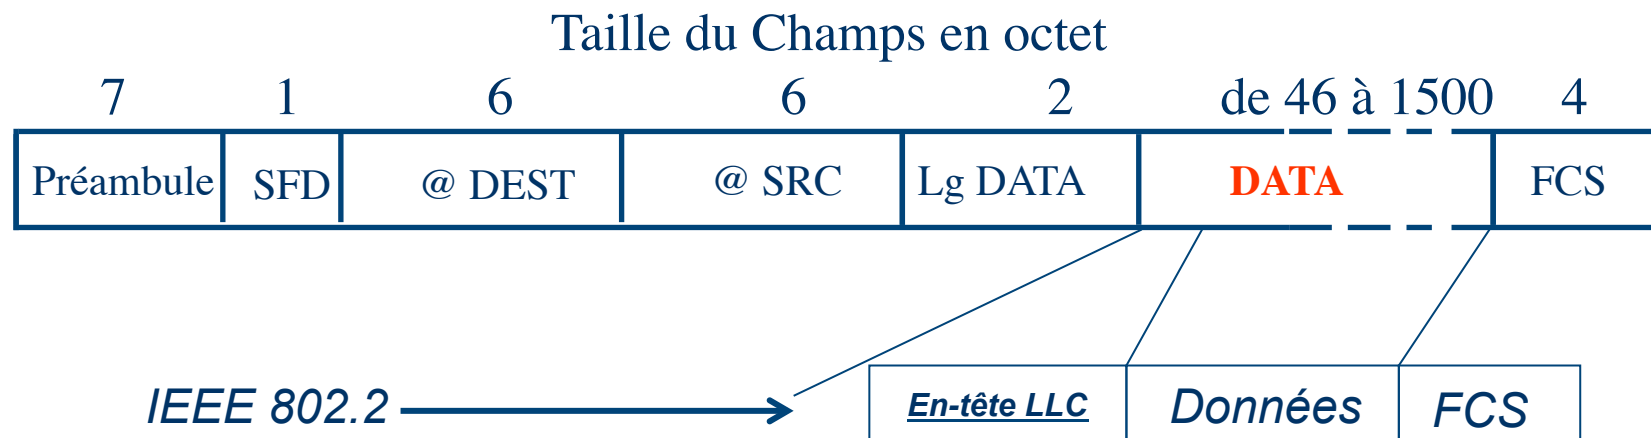 Taille du Champs en octet
7 1 6 6 2 de 46 à 1500 4
Préambule SFD @ DEST @ SRC Lg DATA DATA FCS
IEEE 802.2 En-tête LLC Données FCS